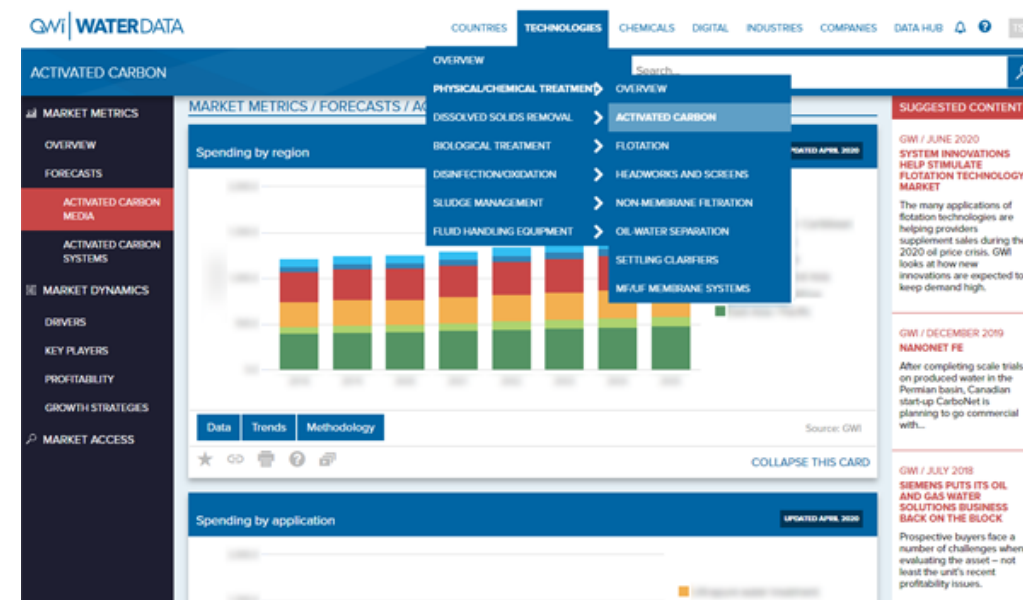 GWI WATERDATA
COUNTRIES TECHNOLOGIES CHEMICALS DIGITAL INDUSTRIES COMPANIES DATA HUB
ACTIVATED CARBON
Search...
OVERVIEW
PHYSICAL/CHEMICAL TREATMENT
DISSOLVED SOLIDS REMOVAL
BIOLOGICAL TREATMENT
DISINFECTION/OXIDATION
SLUDGE MANAGEMENT
FLUID HANDLING EQUIPMENT
OVERVIEW
ACTIVATED CARBON
FLOTATION
HEADWORKS AND SCREENS
NON-MEMBRANE FILTRATION
OIL-WATER SEPARATION
SETTLING CLARIFIERS
MF/UF MEMBRANE SYSTEMS
MARKET METRICS
OVERVIEW
FORECASTS
ACTIVATED CARBON
MEDIA
ACTIVATED CARBON
SYSTEMS
MARKET DYNAMICS
DRIVERS
KEY PLAYERS
PROFITABILITY
GROWTH STRATEGIES
MARKET ACCESS
MARKET METRICS / FORECASTS /
Spending by region
APRIL 2020
Data Trends Methodology
Source: GWI
COLLAPSE THIS CARD
Spending by application
UPDATED APRIL 2020
SUGGESTED CONTENT
GWI / JUNE 2020
SYSTEM INNOVATIONS
HELP STIMULATE
FLOTATION TECHNOLOGY
MARKET
The many applications of
flotation technologies are
helping providers
supplement sales during the
2020 oil price crisis. GWI
looks at how new
innovations are expected to
keep demand high.
GWI / DECEMBER 2019
NANONET FE
After completing scale trials
on produced water in the
Permian basin, Canadian
start-up CarboNet is
planning to go commercial
with...
GWI / JULY 2018
SIEMENS PUTS ITS OIL
AND GAS WATER
SOLUTIONS BUSINESS
BACK ON THE BLOCK
Prospective buyers face a
number of challenges when
evaluating the asset – not
least the unit's recent
profitability issues.